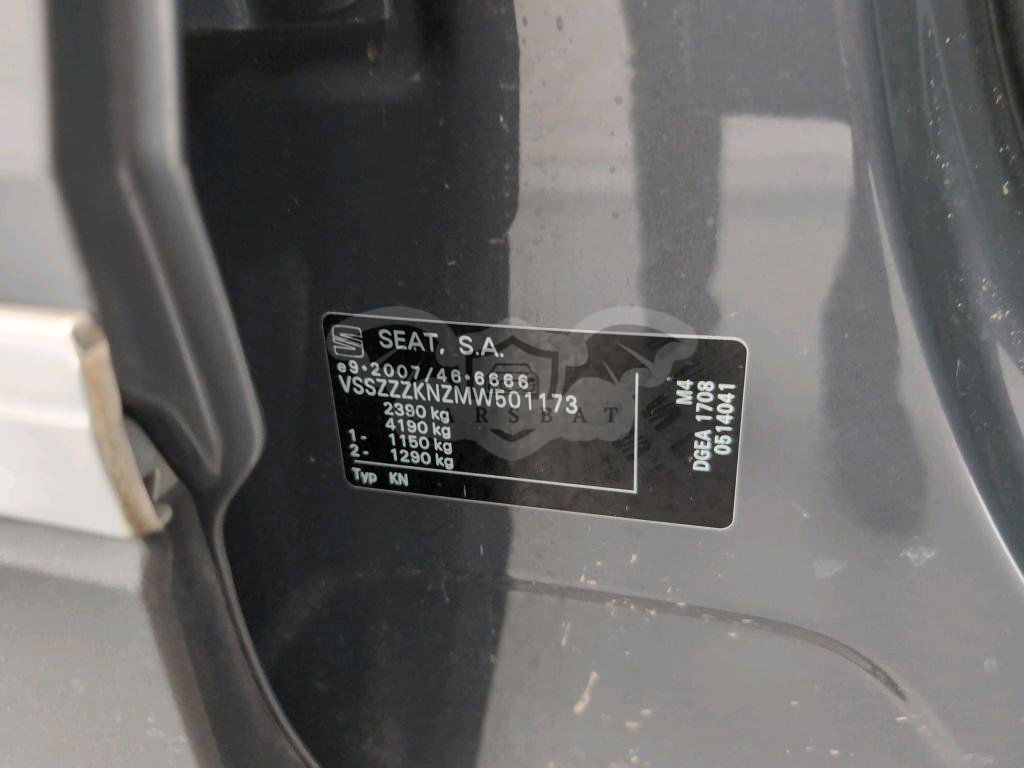 SEAT, S.A.
e9*2007/46*6666
VSSZZZKNZMW501173
2390 kg
4190 kg
1- 1150 kg
2- 1290 kg
Typ KN
M4
DGEA 1708
0514041
ARSBAT